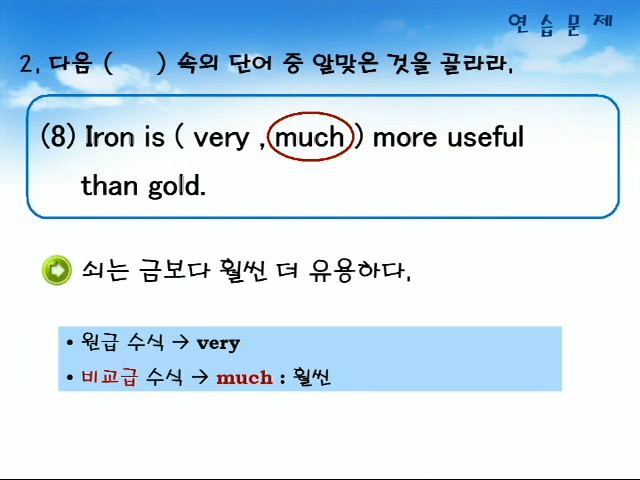 연습문제
2. 다음 (     ) 속의 단어 중 알맞은 것을 골라라.
(8) Iron is ( very , much ) more useful
than gold.
쇠는 금보다 훨씬 더 유용하다.
• 원급 수식 → very
• 비교급 수식 → much : 훨씬